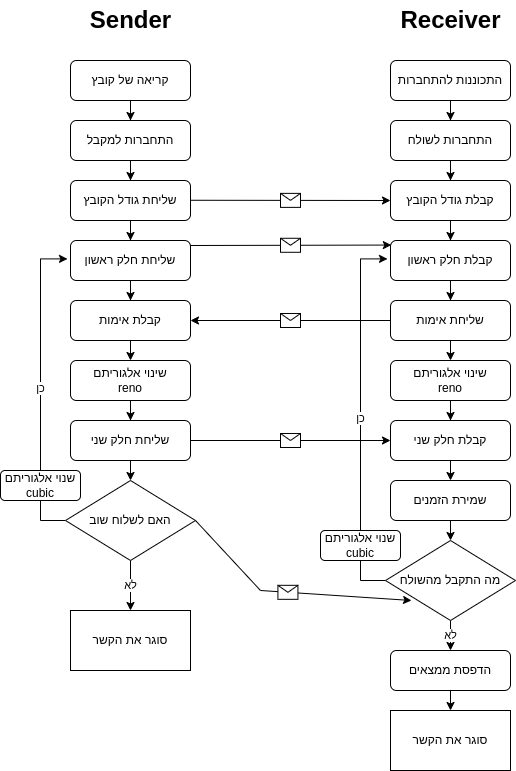 Sender
קריאה של קובץ
התחברות למקבל
שליחת גודל הקובץ
שליחת חלק ראשון
קבלת אימות
שינוי אלגוריתם
reno
שליחת חלק שני
האם לשלוח שוב
כן
שנוי אלגוריתם
cubic
לא
סוגר את הקשר
Receiver
התכוננות להתחברות
התחברות לשולח
קבלת גודל הקובץ
קבלת חלק ראשון
שליחת אימות
שינוי אלגוריתם
reno
קבלת חלק שני
שמירת הזמנים
מה התקבל מהשולח
כן
שנוי אלגוריתם
cubic
לא
הדפסת ממצאים
סוגר את הקשר